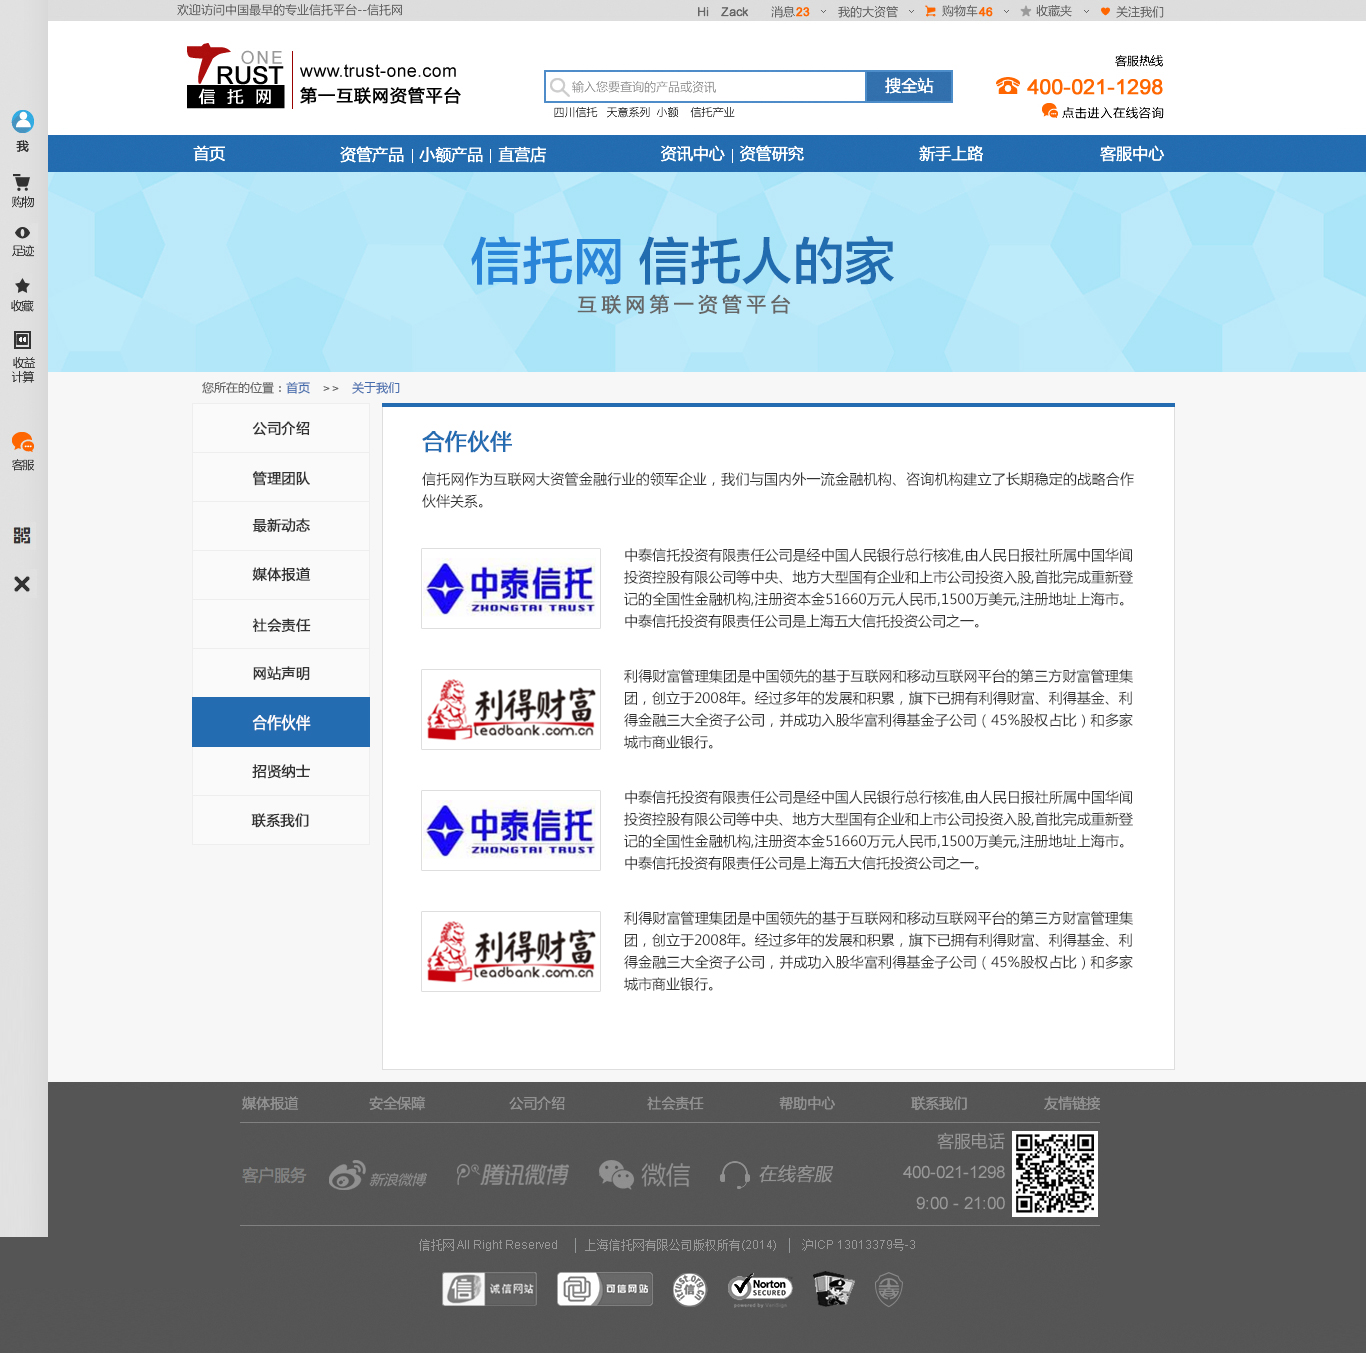 欢迎访问中国最早的专业信托平台--信托网
Hi Zack 消息23 我的大资管 购物车46 收藏夹 关注我们
TRUST ONE
信托网
www.trust-one.com
第一互联网资管平台
输入您要查询的产品或资讯
搜全站
四川信托 天意系列 小额 信托产业
客服热线
400-021-1298
点击进入在线咨询
我
购物
足迹
收藏
收益
计算
客服
首页 资管产品 | 小额产品 | 直营店 资讯中心 | 资管研究 新手上路 客服中心
信托网 信托人的家
互联网第一资管平台
您所在的位置：首页 >> 关于我们
公司介绍
管理团队
最新动态
媒体报道
社会责任
网站声明
合作伙伴
招贤纳士
联系我们
合作伙伴
信托网作为互联网大资管金融行业的领军企业，我们与国内外一流金融机构、咨询机构建立了长期稳定的战略合作
伙伴关系。
中泰信托
ZHONGTAI TRUST
中泰信托投资有限责任公司是经中国人民银行总行核准,由人民日报社所属中国华闻
投资控股有限公司等中央、地方大型国有企业和上市公司投资入股,首批完成重新登
记的全国性金融机构,注册资本金51660万元人民币,1500万美元,注册地址上海市。
中泰信托投资有限责任公司是上海五大信托投资公司之一。
利得财富
leadbank.com.cn
利得财富管理集团是中国领先的基于互联网和移动互联网平台的第三方财富管理集
团，创立于2008年。经过多年的发展和积累，旗下已拥有利得财富、利得基金、利
得金融三大全资子公司，并成功入股华富利得基金子公司（45%股权占比）和多家
城市商业银行。
中泰信托
ZHONGTAI TRUST
中泰信托投资有限责任公司是经中国人民银行总行核准,由人民日报社所属中国华闻
投资控股有限公司等中央、地方大型国有企业和上市公司投资入股,首批完成重新登
记的全国性金融机构,注册资本金51660万元人民币,1500万美元,注册地址上海市。
中泰信托投资有限责任公司是上海五大信托投资公司之一。
利得财富
leadbank.com.cn
利得财富管理集团是中国领先的基于互联网和移动互联网平台的第三方财富管理集
团，创立于2008年。经过多年的发展和积累，旗下已拥有利得财富、利得基金、利
得金融三大全资子公司，并成功入股华富利得基金子公司（45%股权占比）和多家
城市商业银行。
媒体报道 安全保障 公司介绍 社会责任 帮助中心 联系我们 友情链接
客户服务 新浪微博 腾讯微博 微信 在线客服
客服电话
400-021-1298
9:00 - 21:00
信托网 All Right Reserved | 上海信托网有限公司版权所有(2014) | 沪ICP 13013379号-3
信 诚信网站 可信网站 信 Norton
SECURED